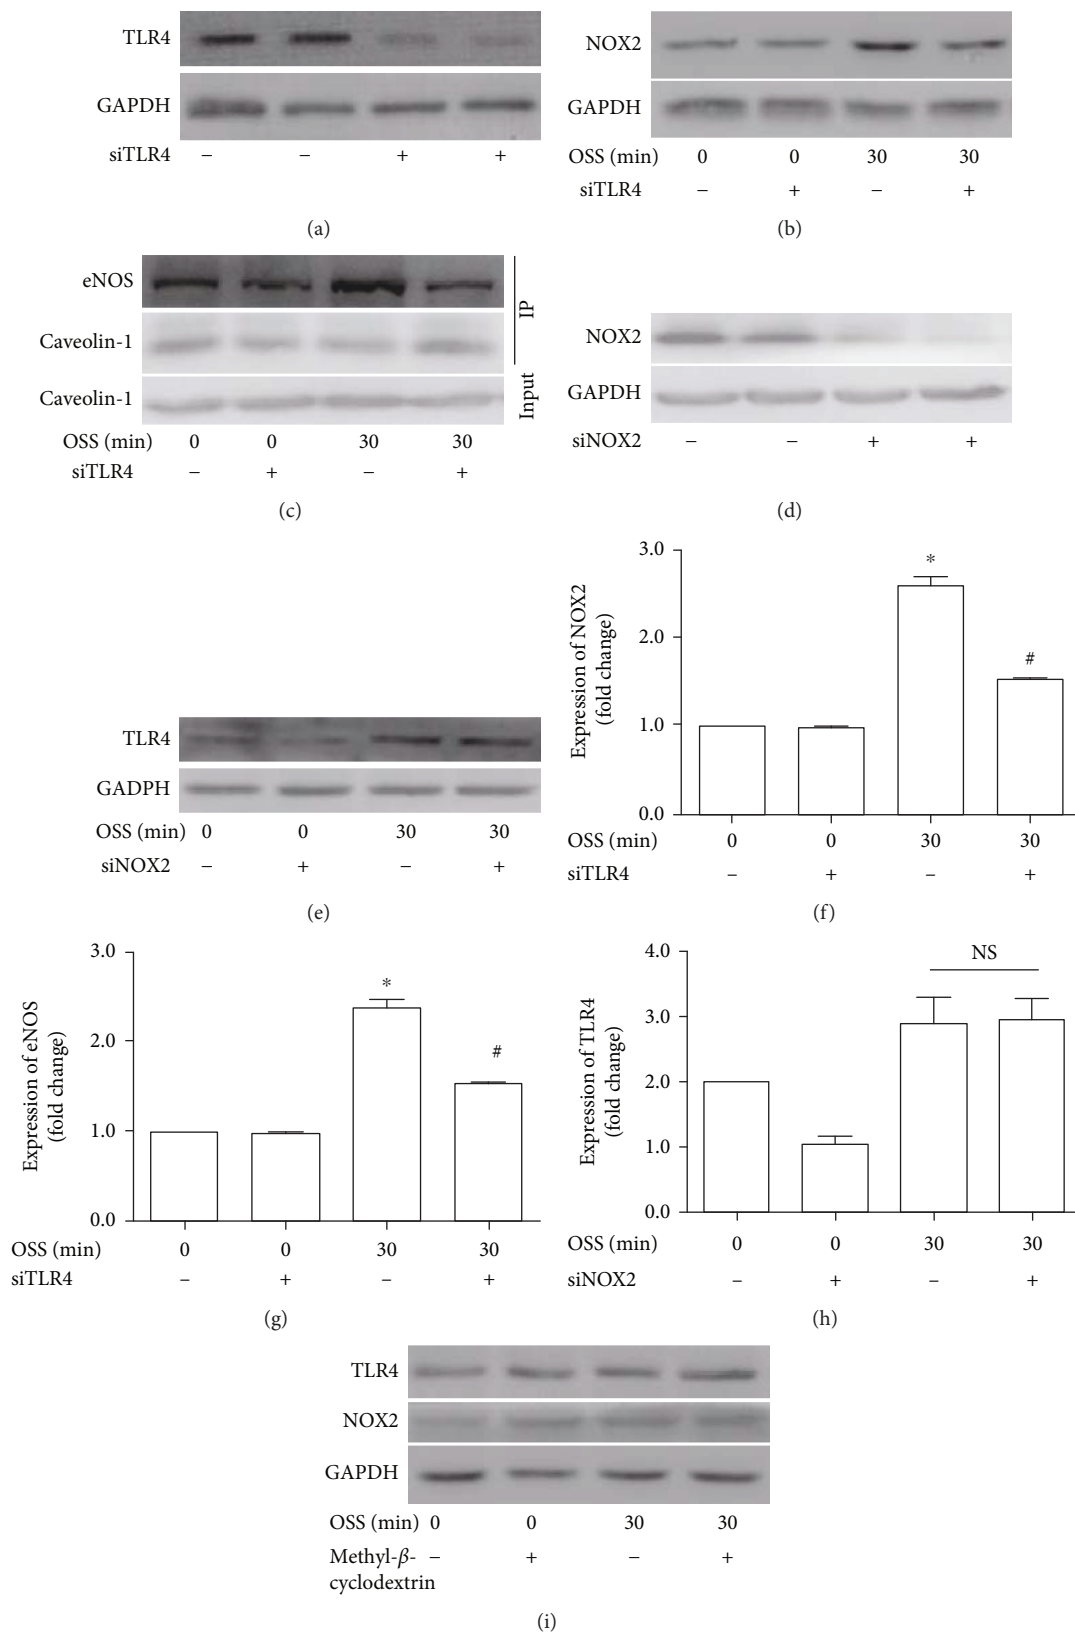 TLR4
GAPDH
siTLR4 − − + +
(a)
NOX2
GAPDH
OSS (min) 0 0 30 30
siTLR4 − + − +
(b)
eNOS
Caveolin-1
IP
Caveolin-1
Input
OSS (min) 0 0 30 30
siTLR4 − + − +
(c)
NOX2
GAPDH
siNOX2 − − + +
(d)
TLR4
GADPH
OSS (min) 0 0 30 30
siNOX2 − + − +
(e)
Expression of NOX2
(fold change)
3.0
2.0
1.0
0.0
*
#
OSS (min) 0 0 30 30
siTLR4 − + − +
(f)
Expression of eNOS
(fold change)
3.0
2.0
1.0
0.0
*
#
OSS (min) 0 0 30 30
siTLR4 − + − +
(g)
Expression of TLR4
(fold change)
4.0
3.0
2.0
1.0
0.0
NS
OSS (min) 0 0 30 30
siNOX2 − + − +
(h)
TLR4
NOX2
GAPDH
OSS (min) 0 0 30 30
Methyl-β- − + − +
cyclodextrin
(i)